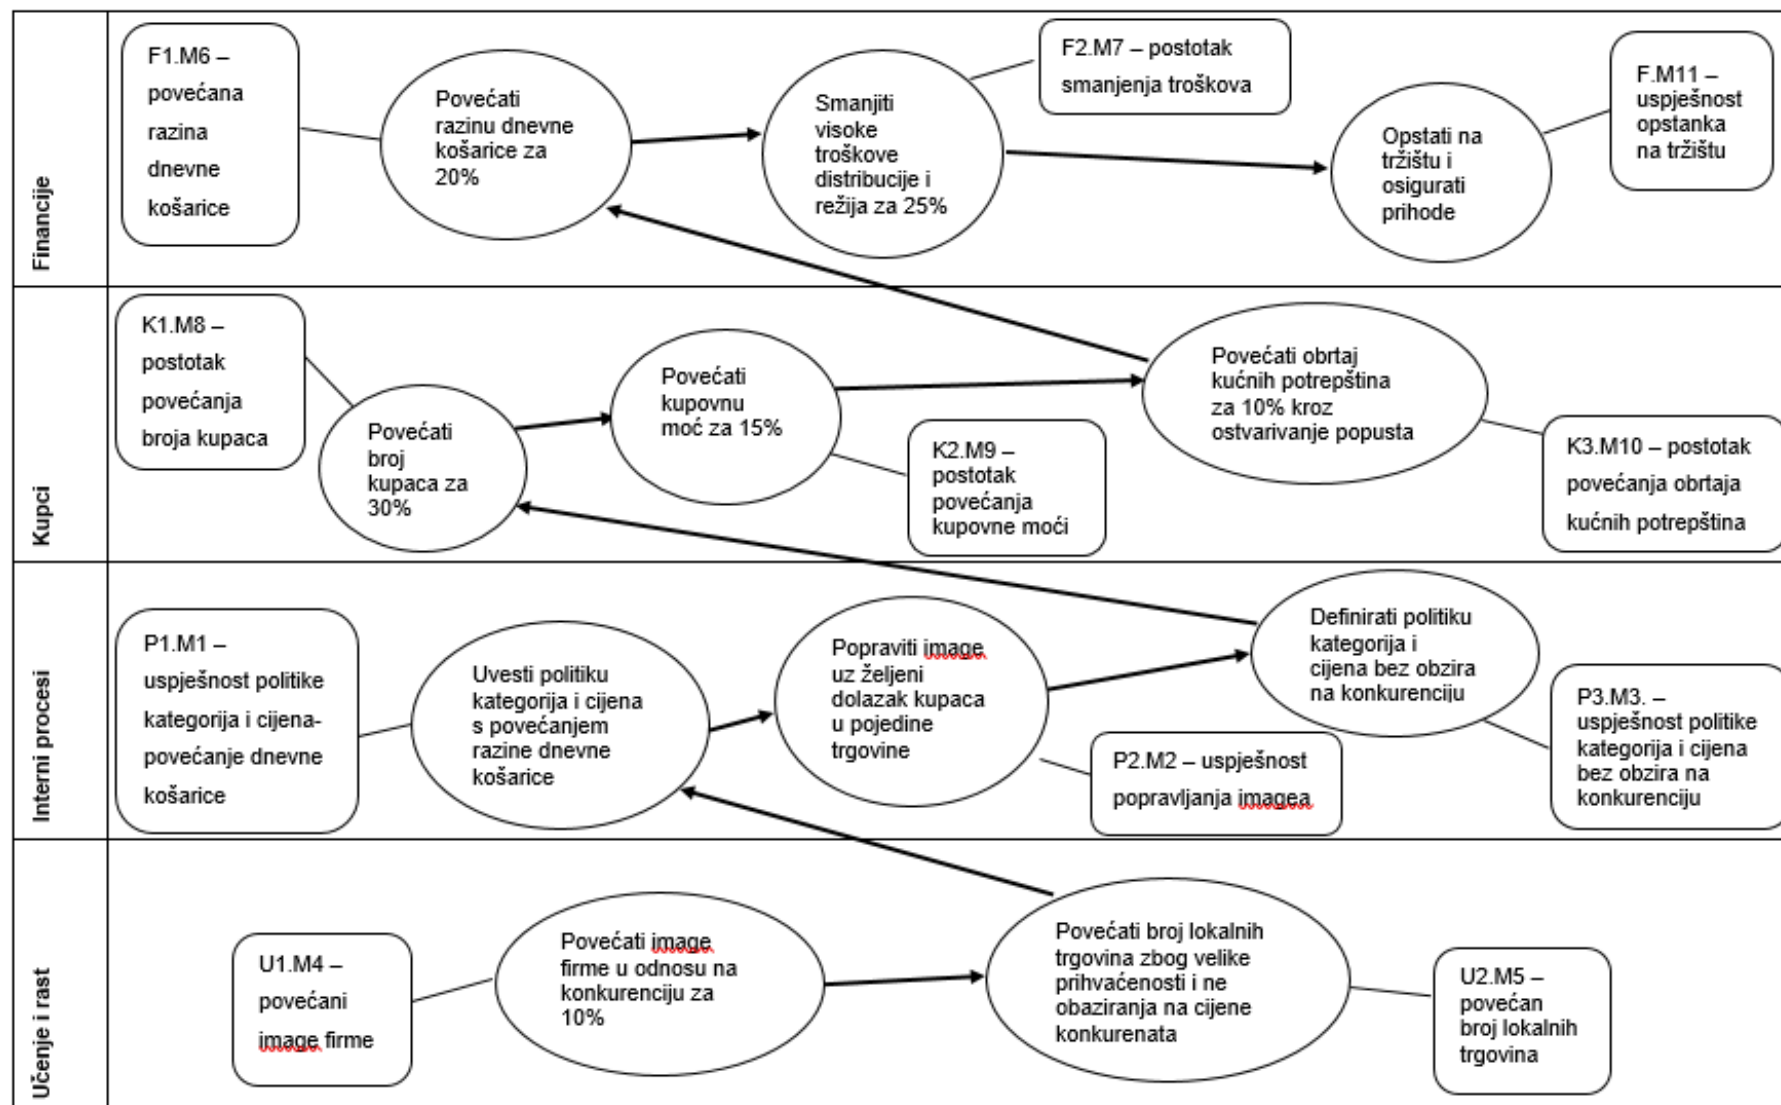 Financije
F1.M6 –
povećana
razina
dnevne
košarice
Povećati
razinu dnevne
košarice za
20%
Smanjiti
visoke
troškove
distribucije i
režija za 25%
F2.M7 – postotak
smanjenja troškova
Opstati na
tržištu i
osigurati
prihode
F.M11 –
uspješnost
opstanka
na tržištu
Kupci
K1.M8 –
postotak
povećanja
broja kupaca
Povećati
broj
kupaca za
30%
Povećati
kupovnu
moć za 15%
K2.M9 –
postotak
povećanja
kupovne moći
Povećati obrtaj
kućnih potrepština
za 10% kroz
ostvarivanje popusta
K3.M10 – postotak
povećanja obrtaja
kućnih potrepština
Interni procesi
P1.M1 –
uspješnost politike
kategorija i cijena-
povećanje dnevne
košarice
Uvesti politiku
kategorija i cijena
s povećanjem
razine dnevne
košarice
Popraviti image
uz željeni
dolazak kupaca
u pojedine
trgovine
P2.M2 – uspješnost
popravljanja imagea
Definirati politiku
kategorija i
cijena bez obzira
na konkurenciju
P3.M3. –
uspješnost politike
kategorija i cijena
bez obzira na
konkurenciju
Učenje i rast
U1.M4 –
povećani
image firme
Povećati image
firme u odnosu na
konkurenciju za
10%
Povećati broj lokalnih
trgovina zbog velike
prihvaćenosti i ne
obaziranja na cijene
konkurenata
U2.M5 –
povećan
broj lokalnih
trgovina